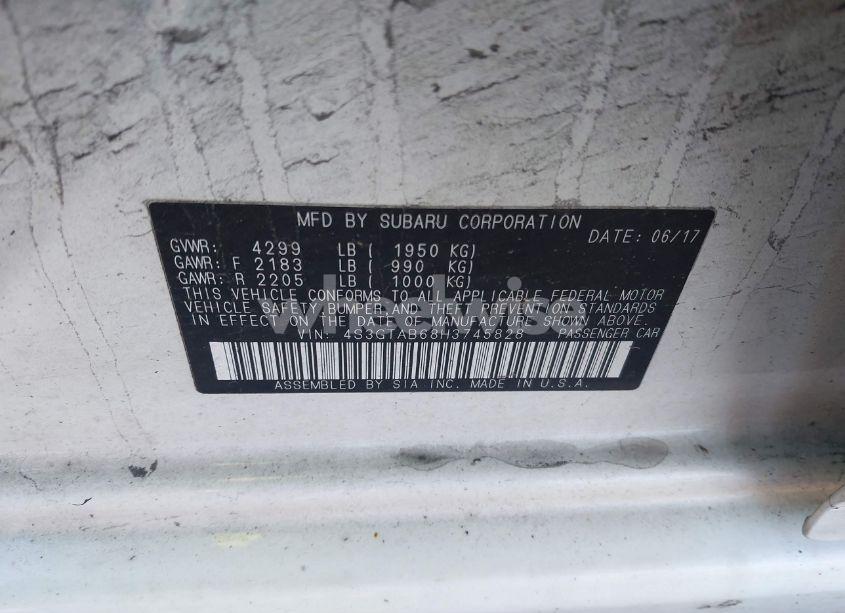 MFD BY SUBARU CORPORATION
DATE: 06/17
GVWR: 4299 LB ( 1950 KG)
GAWR: F 2183 LB ( 990 KG)
GAWR: R 2205 LB ( 1000 KG)
THIS VEHICLE CONFORMS TO ALL APPLICABLE FEDERAL MOTOR
VEHICLE SAFETY,BUMPER AND THEFT PREVENTION STANDARDS
IN EFFECT ON THE DATE OF MANUFACTURE SHOWN ABOVE.
VIN: 4S3GTAB68H3745828 PASSENGER CAR
ASSEMBLED BY SIA INC. MADE IN U.S.A.